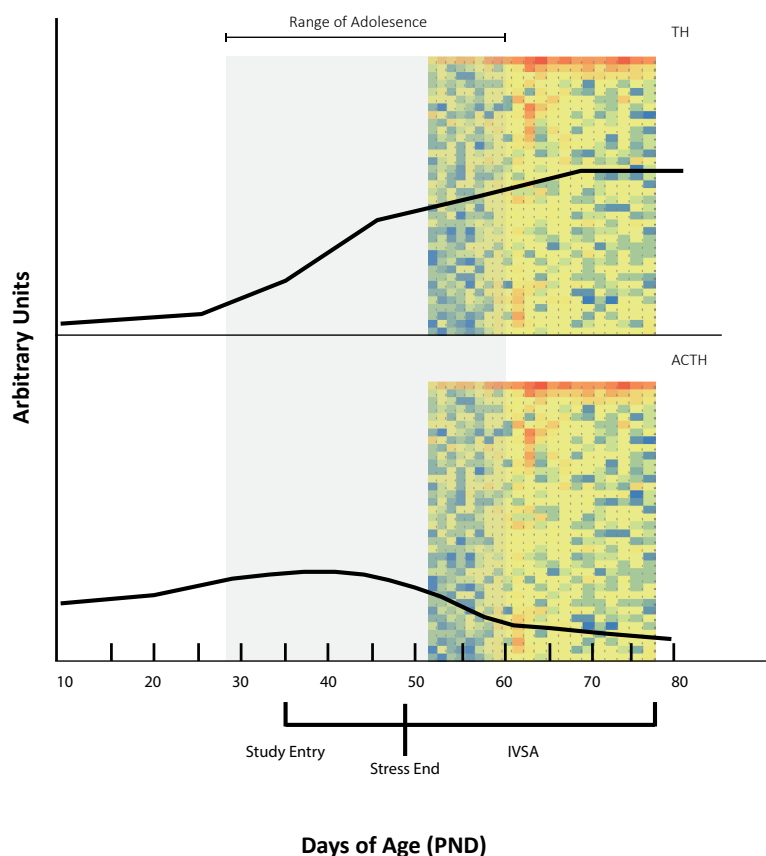 Range of Adolesence
TH
Arbitrary Units
ACTH
10 20 30 40 50 60 70 80
Study Entry IVSA
Stress End
Days of Age (PND)